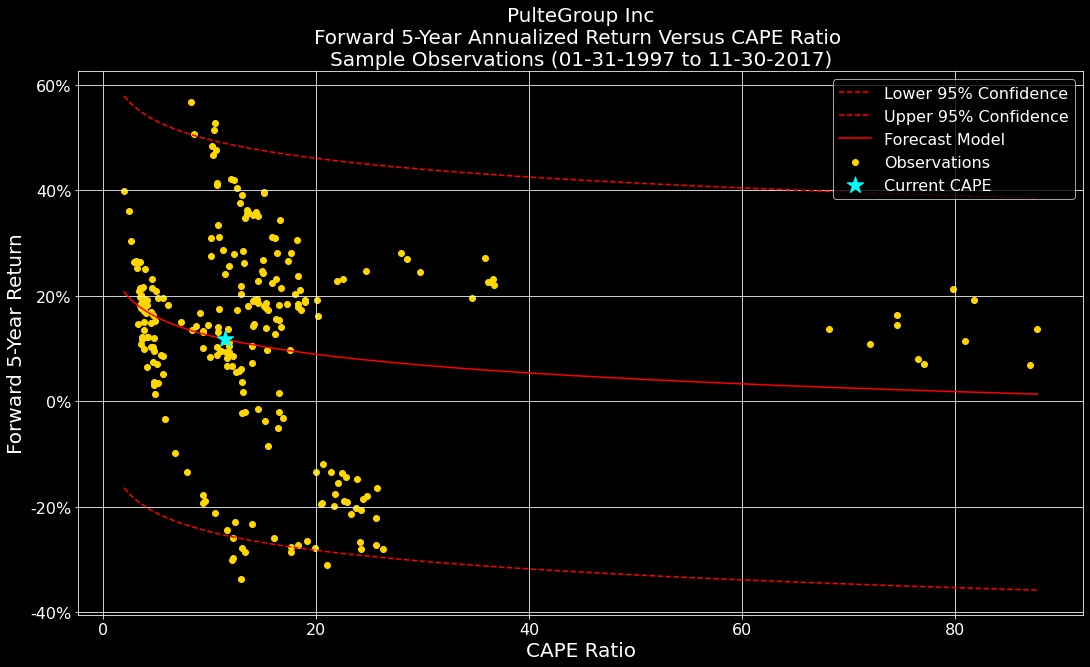 PulteGroup Inc
Forward 5-Year Annualized Return Versus CAPE Ratio
Sample Observations (01-31-1997 to 11-30-2017)
Lower 95% Confidence
Upper 95% Confidence
Forecast Model
Observations
Current CAPE
Forward 5-Year Return
60%
40%
20%
0%
-20%
-40%
0
20
40
60
80
CAPE Ratio